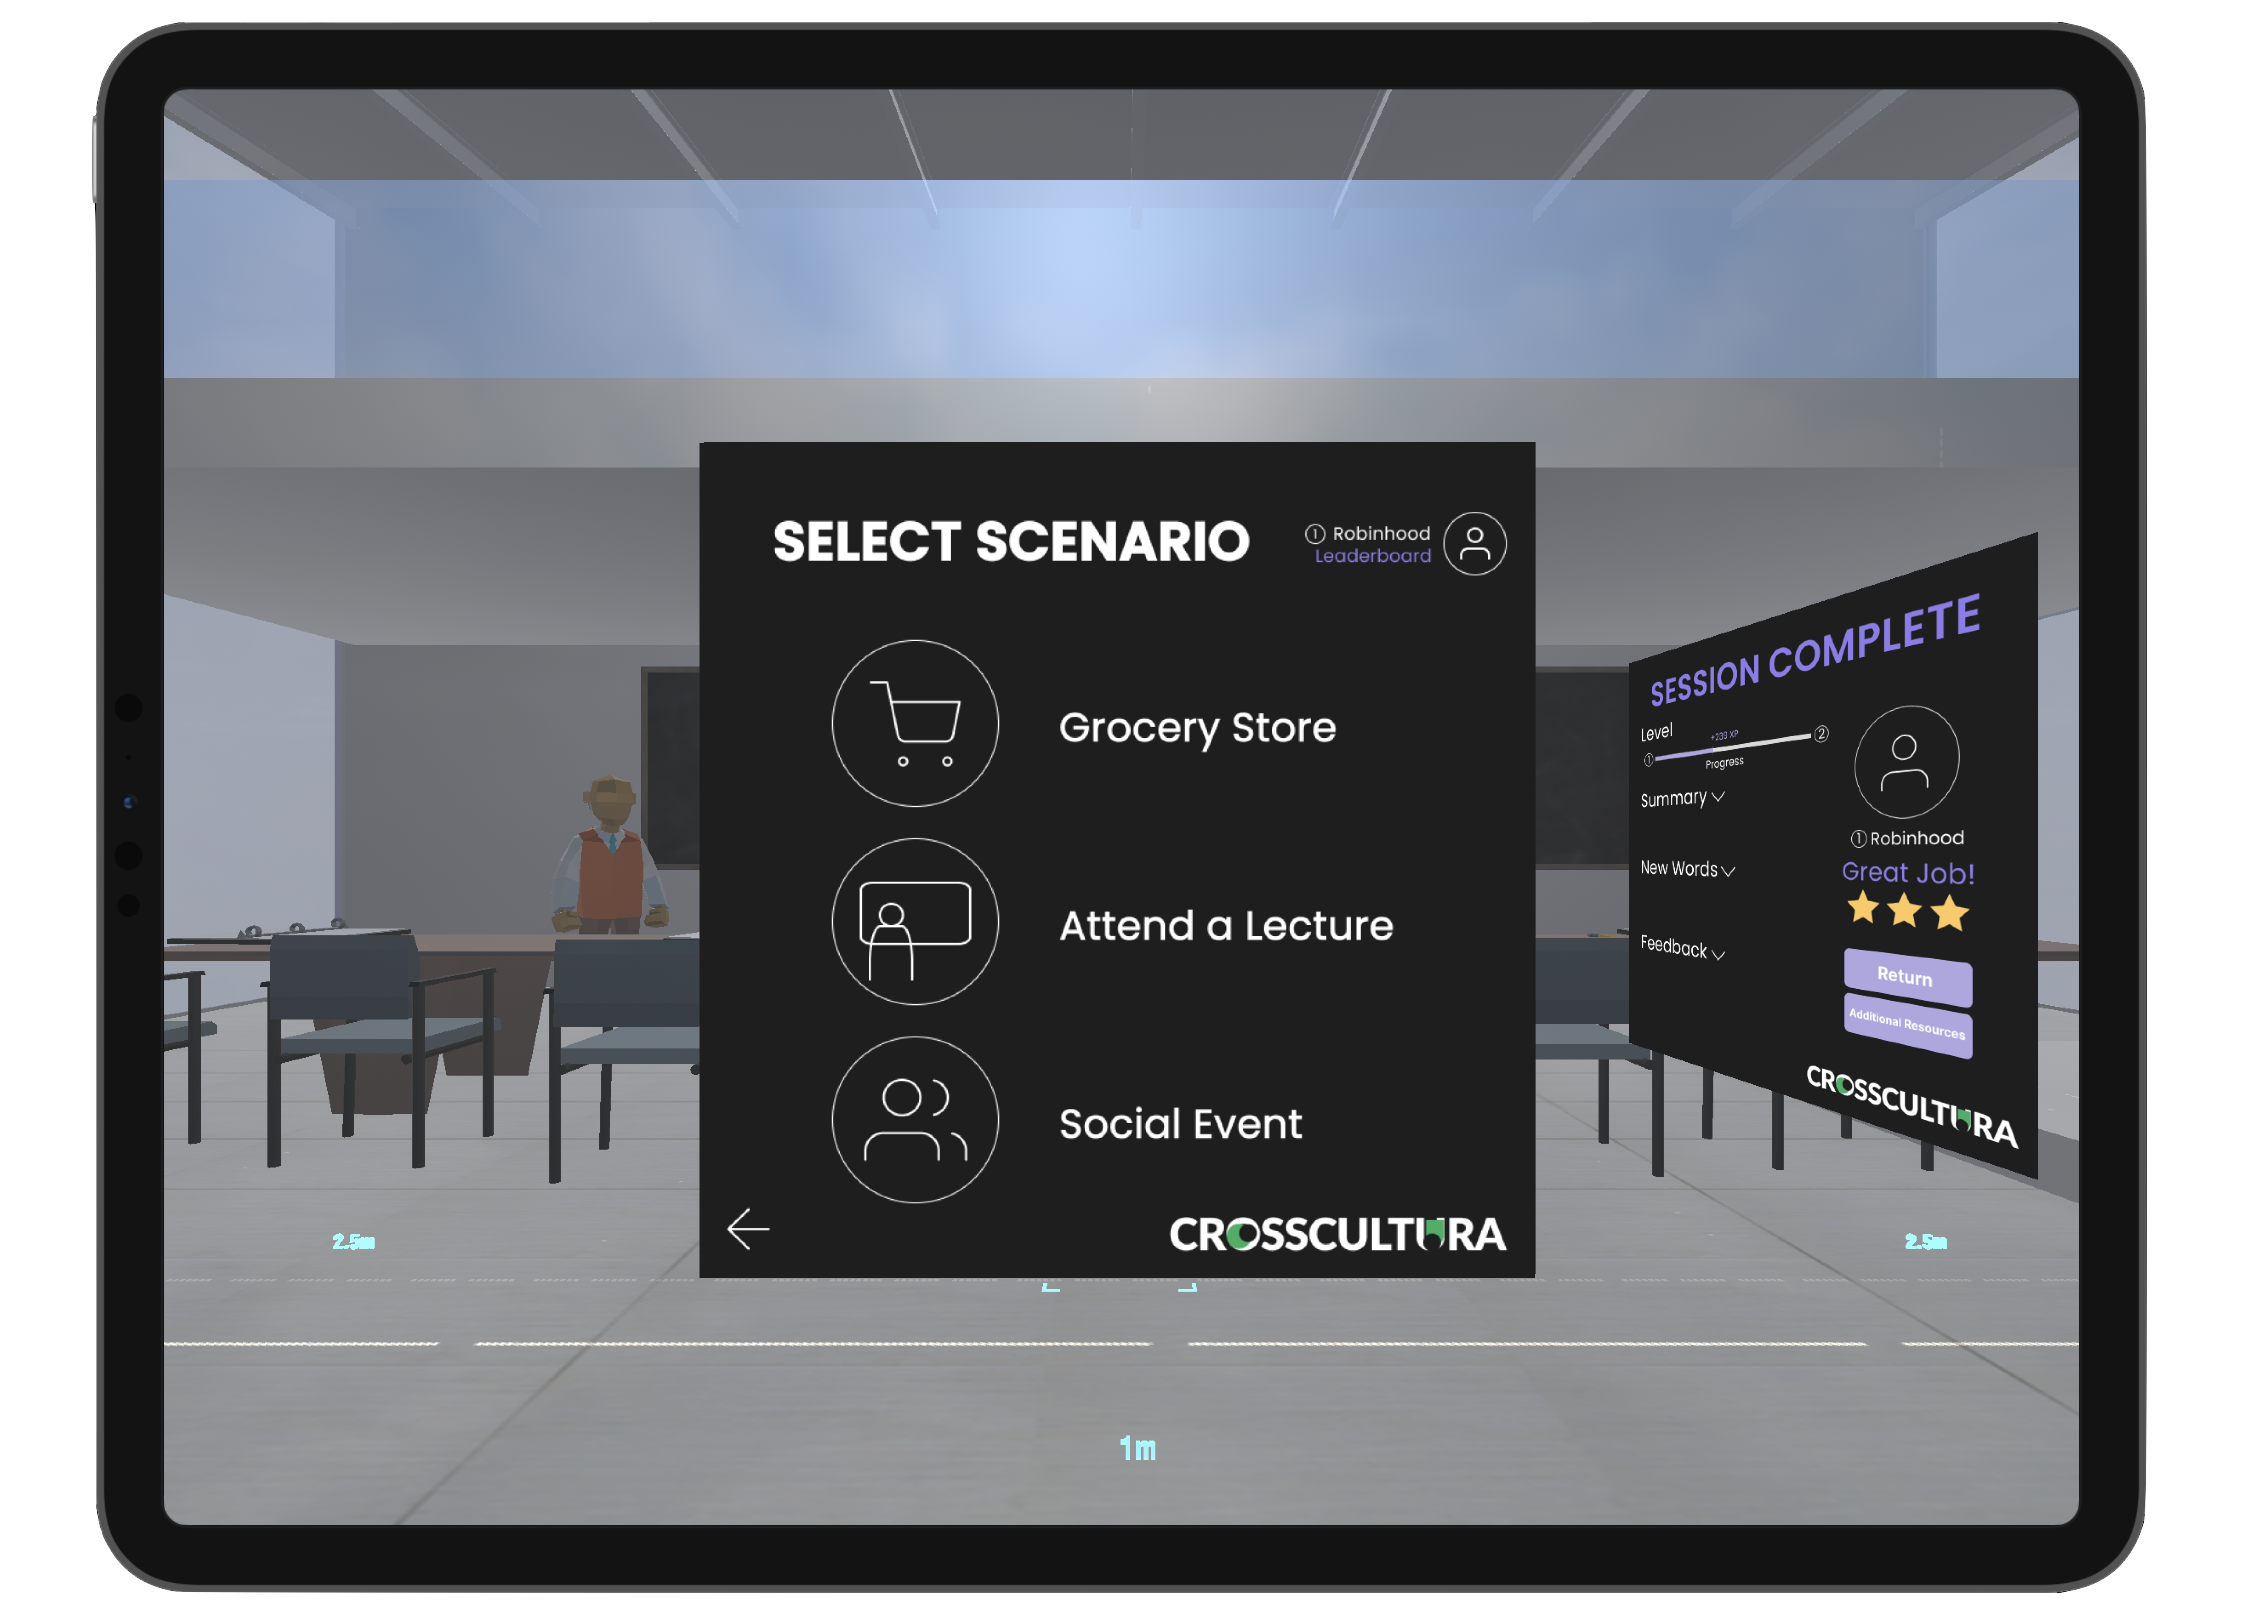 SELECT SCENARIO
1 Robinhood
Leaderboard
Grocery Store
Attend a Lecture
Social Event
CROSSCULTURA
SESSION COMPLETE
Level
+239 XP
1
2
Progress
Summary
New Words
Feedback
1 Robinhood
Great Job!
Return
Additional Resources
CROSSCULTURA
2.5m
2.5m
1m